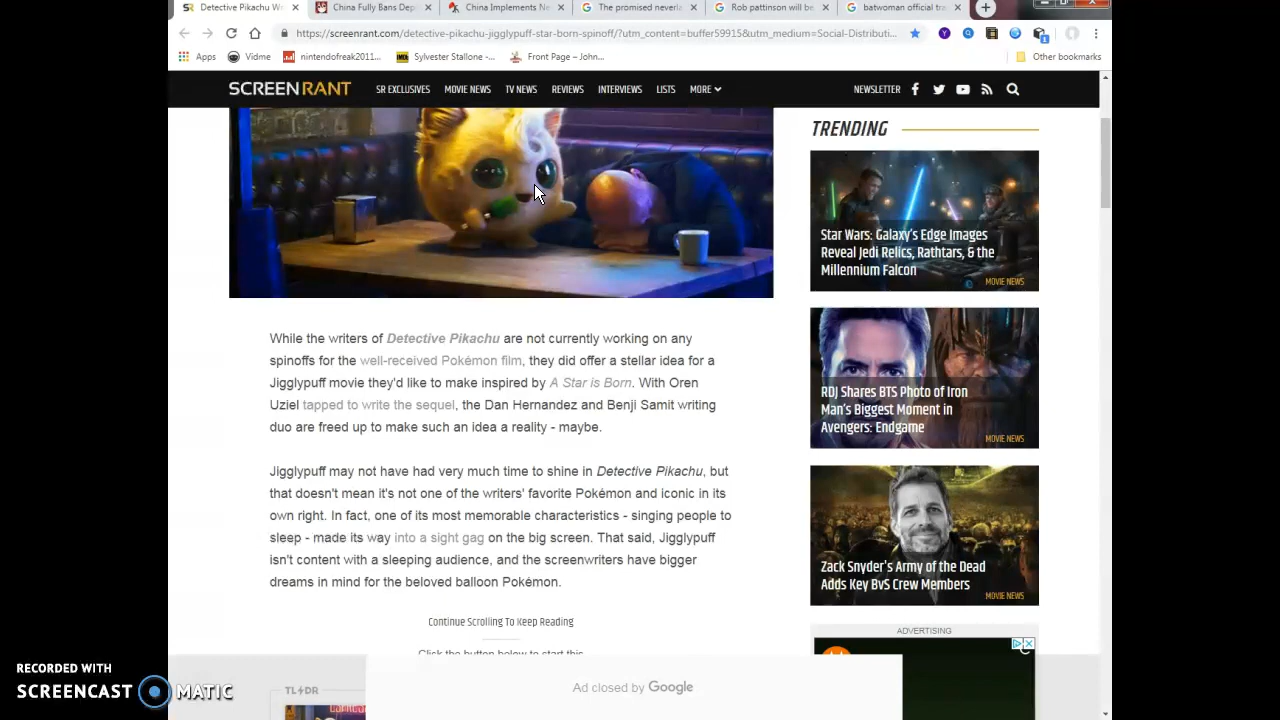 Detective Pikachu Wr
China Fully Bans Dep
China Implements Ne
The promised neverla
Rob pattinson will be
batwoman official tra
https://screenrant.com/detective-pikachu-jigglypuff-star-born-spinoff/?utm_content=buffer59915&utm_medium=Social-Distributi...
Apps
Vidme
nintendofreak2011...
Sylvester Stallone -...
Front Page – John...
Other bookmarks
SCREENRANT
SR EXCLUSIVES
MOVIE NEWS
TV NEWS
REVIEWS
INTERVIEWS
LISTS
MORE
NEWSLETTER
TRENDING
Star Wars: Galaxy's Edge Images
Reveal Jedi Relics, Rathtars, & the
Millennium Falcon
MOVIE NEWS
RDJ Shares BTS Photo of Iron
Man's Biggest Moment in
Avengers: Endgame
MOVIE NEWS
Zack Snyder's Army of the Dead
Adds Key BvS Crew Members
MOVIE NEWS
ADVERTISING
While the writers of Detective Pikachu are not currently working on any
spinoffs for the well-received Pokémon film, they did offer a stellar idea for a
Jigglypuff movie they'd like to make inspired by A Star is Born. With Oren
Uziel tapped to write the sequel, the Dan Hernandez and Benji Samit writing
duo are freed up to make such an idea a reality - maybe.
Jigglypuff may not have had very much time to shine in Detective Pikachu, but
that doesn't mean it's not one of the writers' favorite Pokémon and iconic in its
own right. In fact, one of its most memorable characteristics - singing people to
sleep - made its way into a sight gag on the big screen. That said, Jigglypuff
isn't content with a sleeping audience, and the screenwriters have bigger
dreams in mind for the beloved balloon Pokémon.
Continue Scrolling To Keep Reading
Click the button below to start this
TL DR
Ad closed by Google
RECORDED WITH
SCREENCAST MATIC